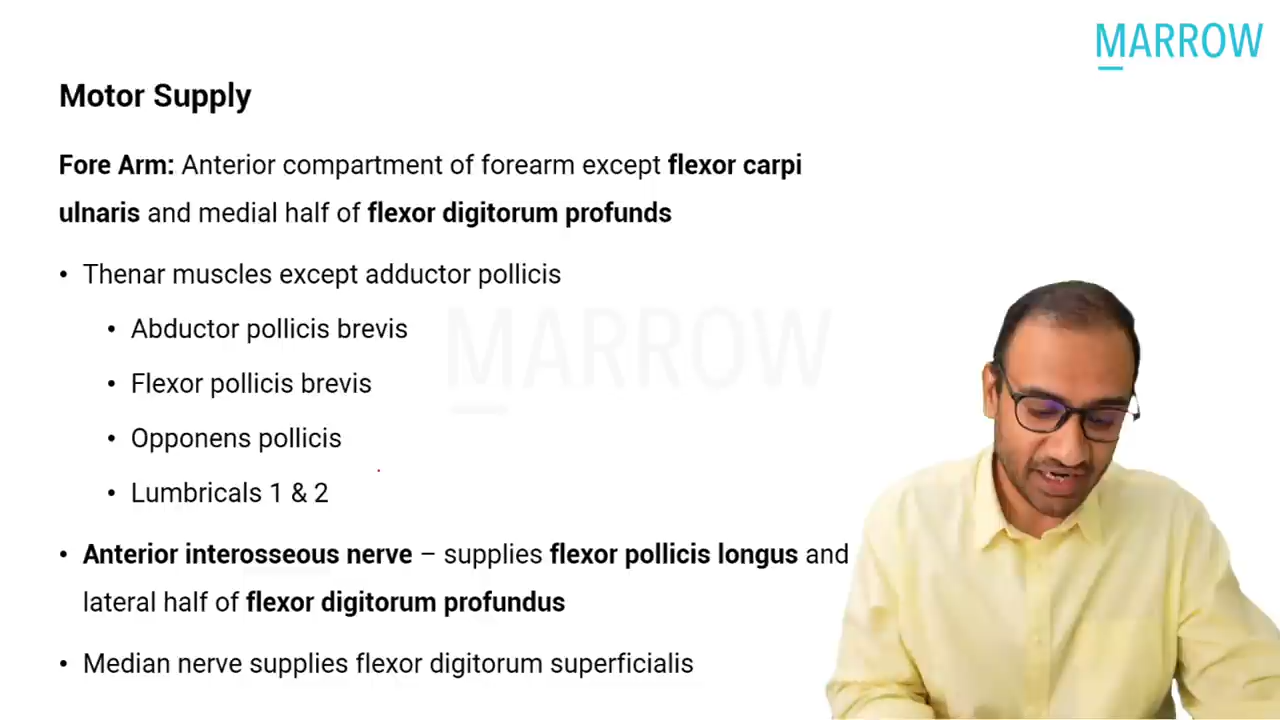 MARROW
Motor Supply
Fore Arm: Anterior compartment of forearm except flexor carpi
ulnaris and medial half of flexor digitorum profunds
• Thenar muscles except adductor pollicis
• Abductor pollicis brevis
• Flexor pollicis brevis
MARROW
• Opponens pollicis
• Lumbricals 1 & 2
• Anterior interosseous nerve – supplies flexor pollicis longus and
lateral half of flexor digitorum profundus
• Median nerve supplies flexor digitorum superficialis